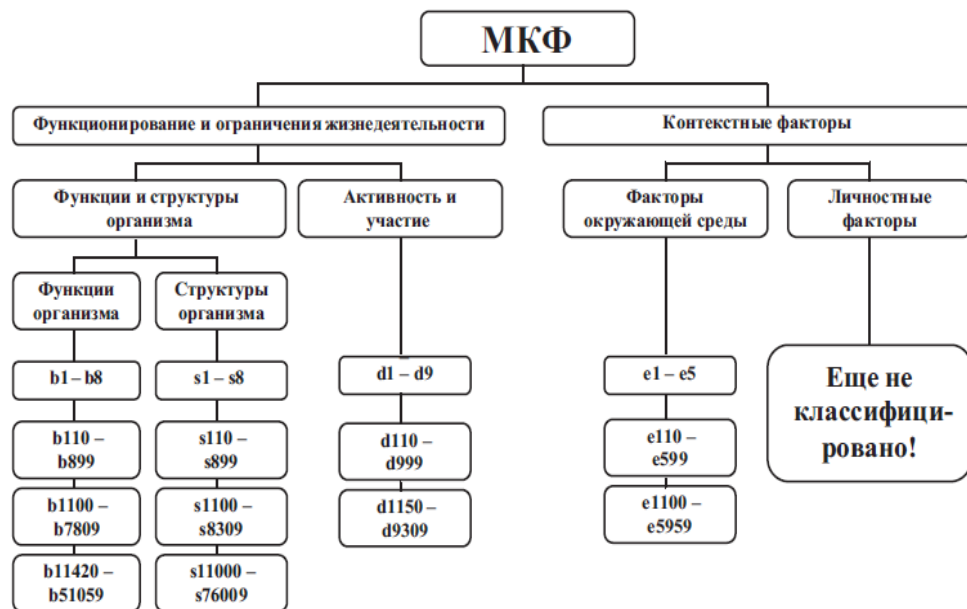 МКФ
Функционирование и ограничения жизнедеятельности
Контекстные факторы
Функции и структуры
организма
Активность и
участие
Факторы
окружающей среды
Личностные
факторы
Функции
организма
Структуры
организма
b1 – b8
s1 – s8
d1 – d9
e1 – e5
Еще не
классифици-
ровано!
b110 –
b899
s110 –
s899
d110 –
d999
e110 –
e599
b1100 –
b7809
s1100 –
s8309
d1150 –
d9309
e1100 –
e5959
b11420 –
b51059
s11000 –
s76009